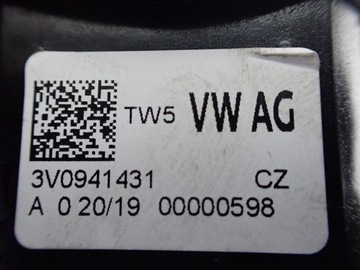 TW5 VW AG
3V0941431 CZ
A 0 20/19 00000598